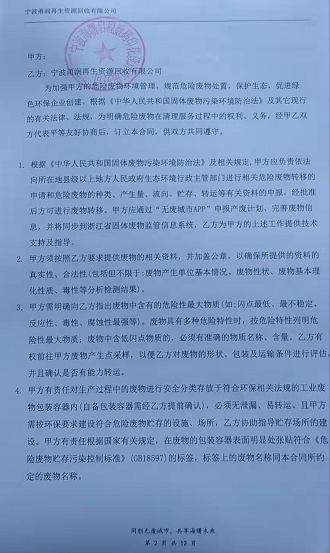 宁波甬润再生资源回收有限公司
甲方：
乙方：宁波甬润再生资源回收有限公司
为加强甲方的危险废物环境管理，规范危险废物处置，保护生态，促进绿
色环保企业创建，根据《中华人民共和国固体废物污染环境防治法》及其它现行
的有关法律、法规，为明确危险废物在清理服务过程中的权利、义务，经甲乙双
方代表平等友好协商后，订立本合同，供双方共同遵守。
1. 根据《中华人民共和国固体废物污染环境防治法》及相关规定，甲方应负责依法
向所在地县级以上地方人民政府生态环境行政主管部门进行相关危险废物转移的
申请和危险废物的种类、产生量、流向、贮存、转运等有关资料的申报，经批准
后方可进行废物转移。甲方应通过“无废城市APP”申报产废计划、完善废物信
息，并将同步到浙江省固体废物监管信息系统，乙方为甲方的上述工作提供技术
支持及指导。
2. 甲方须按照乙方要求提供废物的相关资料，并加盖公章，以确保所提供的资料的
真实性、合法性(包括但不限于:废物产生单位基本情况、废物性状、废物基本理
化性质、毒性等分析检测结果)。
3. 甲方需明确向乙方指出废物中含有的危险性最大物质(如:闪点最低、最不稳定、
反应性、毒性、腐蚀性最强等)。废物具有多种危险特性时，按危险特性列明危
险性最大物质；废物中含低闪点物质的，必须有准确的物质名称、含量。乙方有
权前往甲方废物产生点采样，以便乙方对废物的形状、包装及运输条件进行评估，
并且确认是否有能力转运。
4. 甲方有责任对生产过程中的废物进行安全分类存放于符合环保相关法规的工业废
物包装容器内(自备包装容器需经乙方提前确认)，必须无泄漏、易转运。且甲方
需按环保要求建设符合危险废物贮存的设施、场所，乙方协助指导贮存场所的建
设。甲方有责任根据国家有关规定，在废物的包装容器表面明显处张贴符合《危
险废物贮存污染控制标准》(GB18597)的标签，标签上的废物名称同本合同所约
定的废物名称。
同创无废城市，共享海曙未来
第 2 页 共 12 页